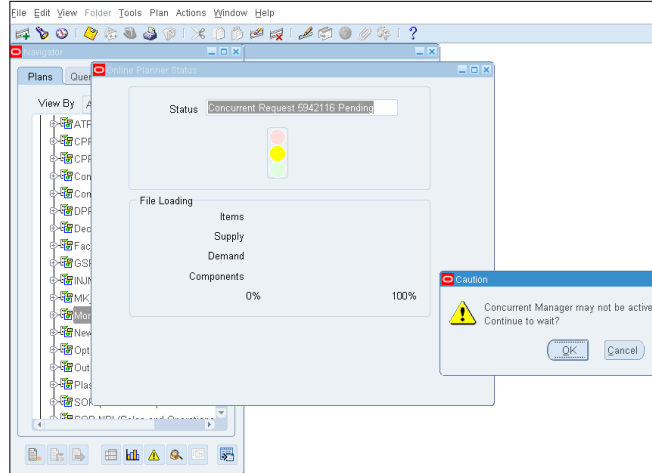 File Edit View Folder Tools Plan Actions Window Help
Navigator
Online Planner Status
Plans
View By
Status Concurrent Request 5942116 Pending
File Loading
Items
Supply
Demand
Components
0% 100%
Caution
Concurrent Manager may not be active
Continue to wait?
OK Cancel